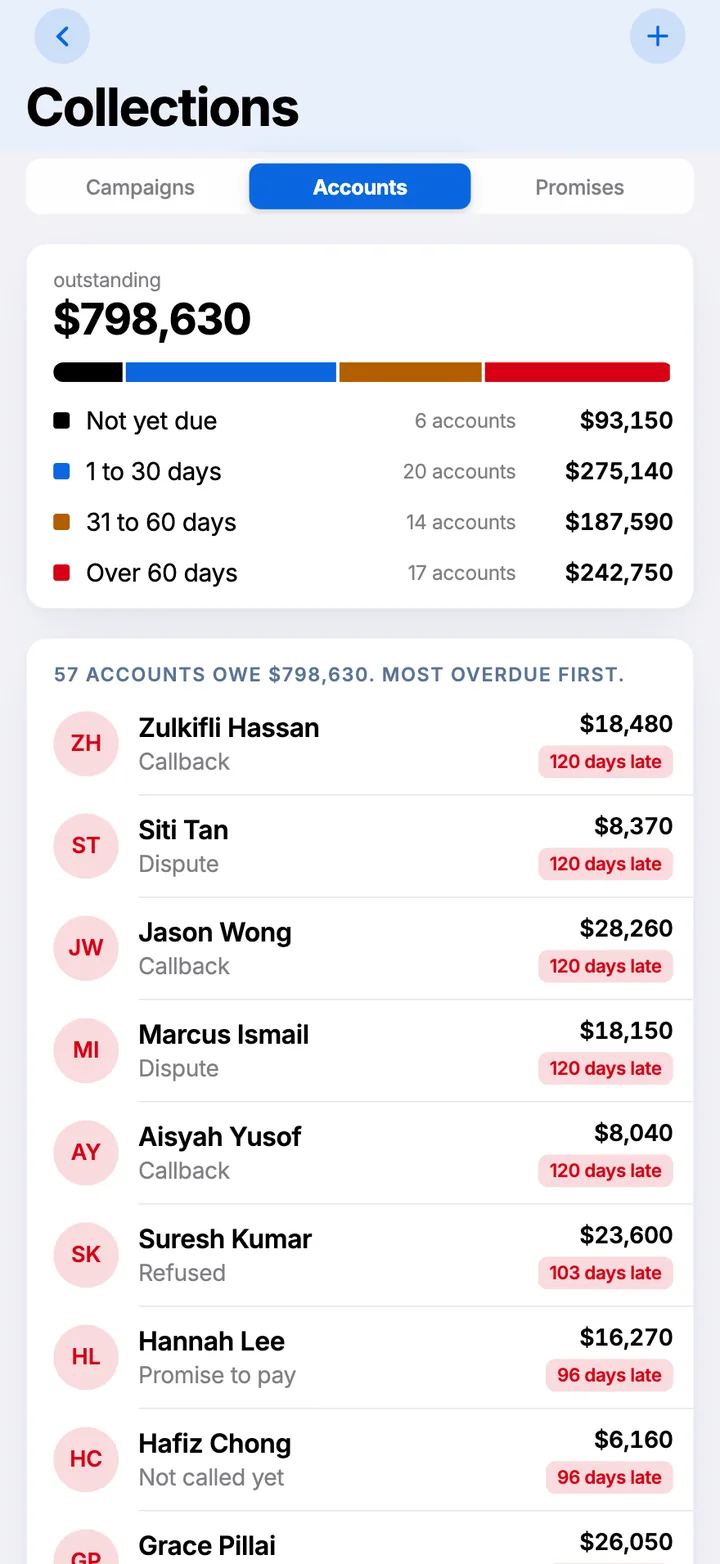 Collections
Campaigns
Accounts
Promises
outstanding
$798,630
Not yet due 6 accounts $93,150
1 to 30 days 20 accounts $275,140
31 to 60 days 14 accounts $187,590
Over 60 days 17 accounts $242,750
57 ACCOUNTS OWE $798,630. MOST OVERDUE FIRST.
ZH
Zulkifli Hassan
$18,480
Callback
120 days late
ST
Siti Tan
$8,370
Dispute
120 days late
JW
Jason Wong
$28,260
Callback
120 days late
MI
Marcus Ismail
$18,150
Dispute
120 days late
AY
Aisyah Yusof
$8,040
Callback
120 days late
SK
Suresh Kumar
$23,600
Refused
103 days late
HL
Hannah Lee
$16,270
Promise to pay
96 days late
HC
Hafiz Chong
$6,160
Not called yet
96 days late
GP
Grace Pillai
$26,050